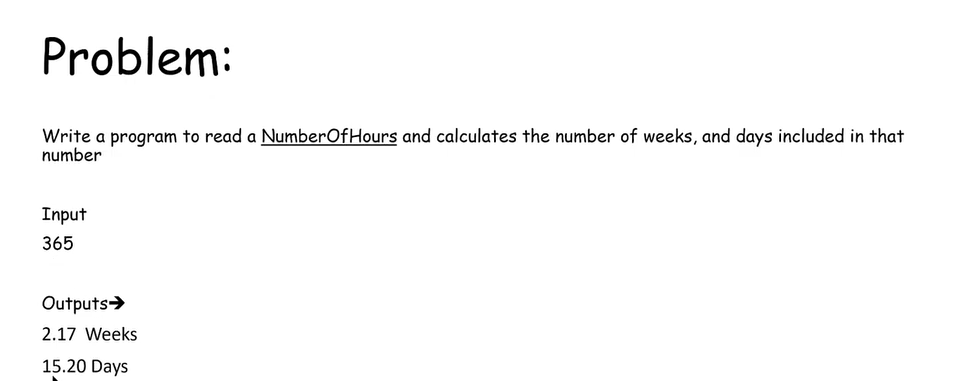 Problem:
Write a program to read a NumberOfHours and calculates the number of weeks, and days included in that
number
Input
365
Outputs➔
2.17 Weeks
15.20 Days